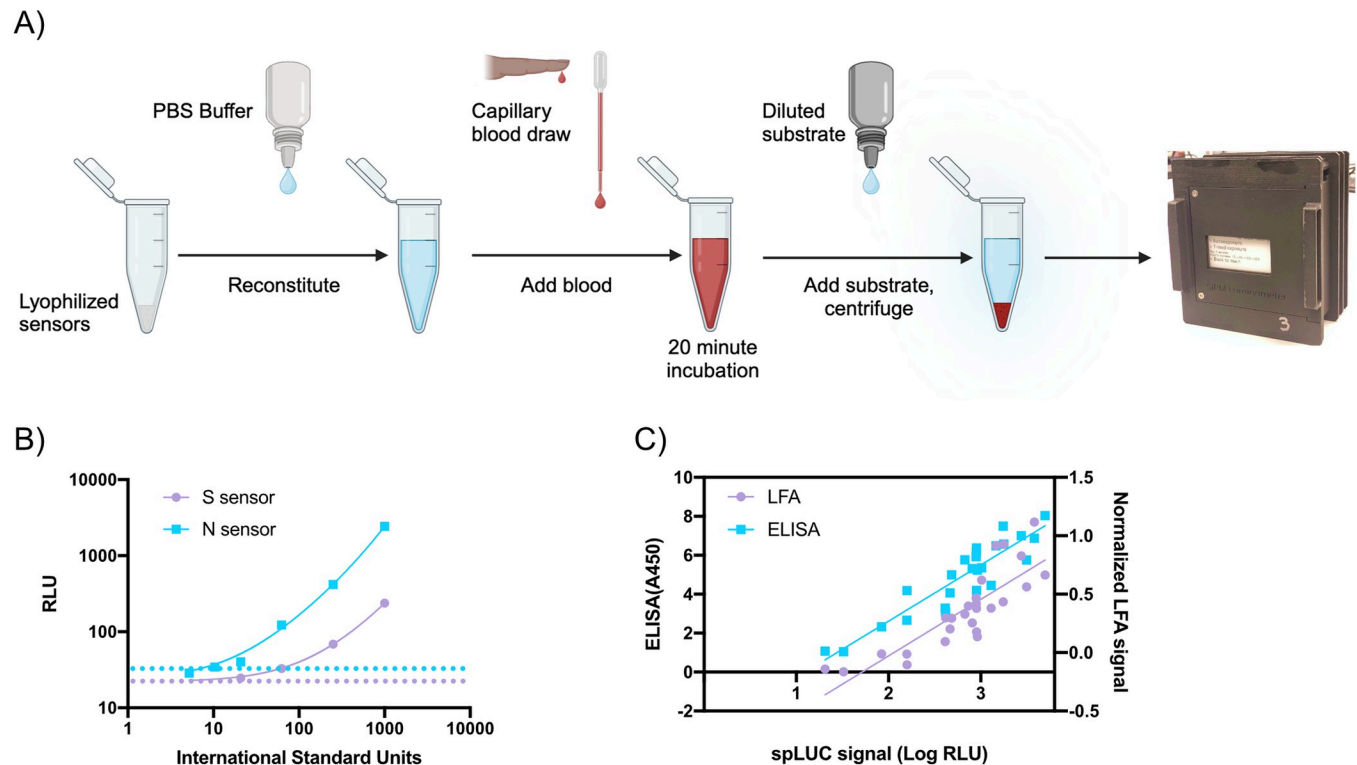 A)
PBS Buffer
Capillary
blood draw
Diluted
substrate
Lyophilized
sensors
Reconstitute
Add blood
20 minute
incubation
Add substrate,
centrifuge
3
B)
S sensor
N sensor
10000
1000
100
10
RLU
1
10
100
1000
10000
International Standard Units
C)
LFA
ELISA
10
8
6
4
2
0
-2
ELISA(A450)
1
2
3
1.5
1.0
0.5
0.0
-0.5
Normalized LFA signal
spLUC signal (Log RLU)